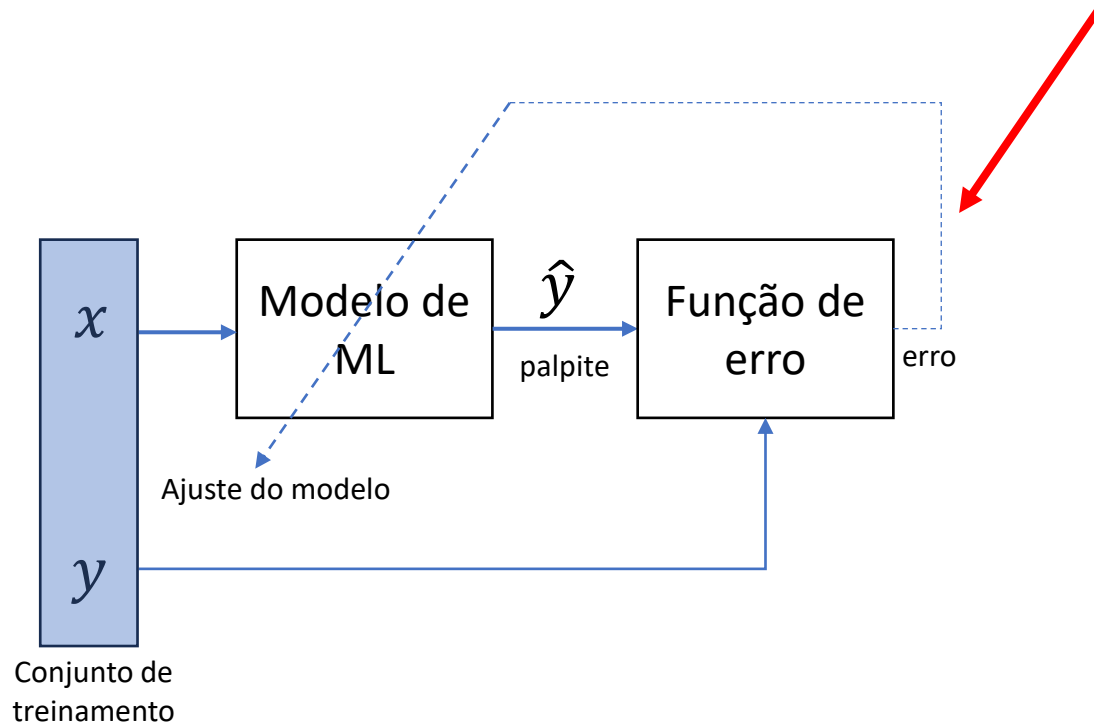 x
Modelo de
ML
ŷ
palpite
Função de
erro
erro
Ajuste do modelo
y
Conjunto de
treinamento